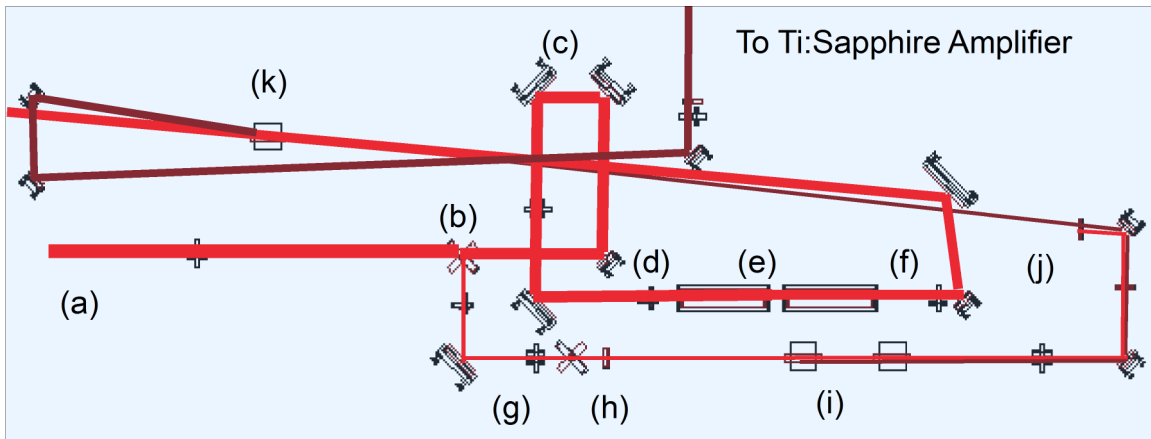 To Ti:Sapphire Amplifier
(c)
(k)
(b)
(a)
(d)
(e)
(f)
(j)
(g)
(h)
(i)